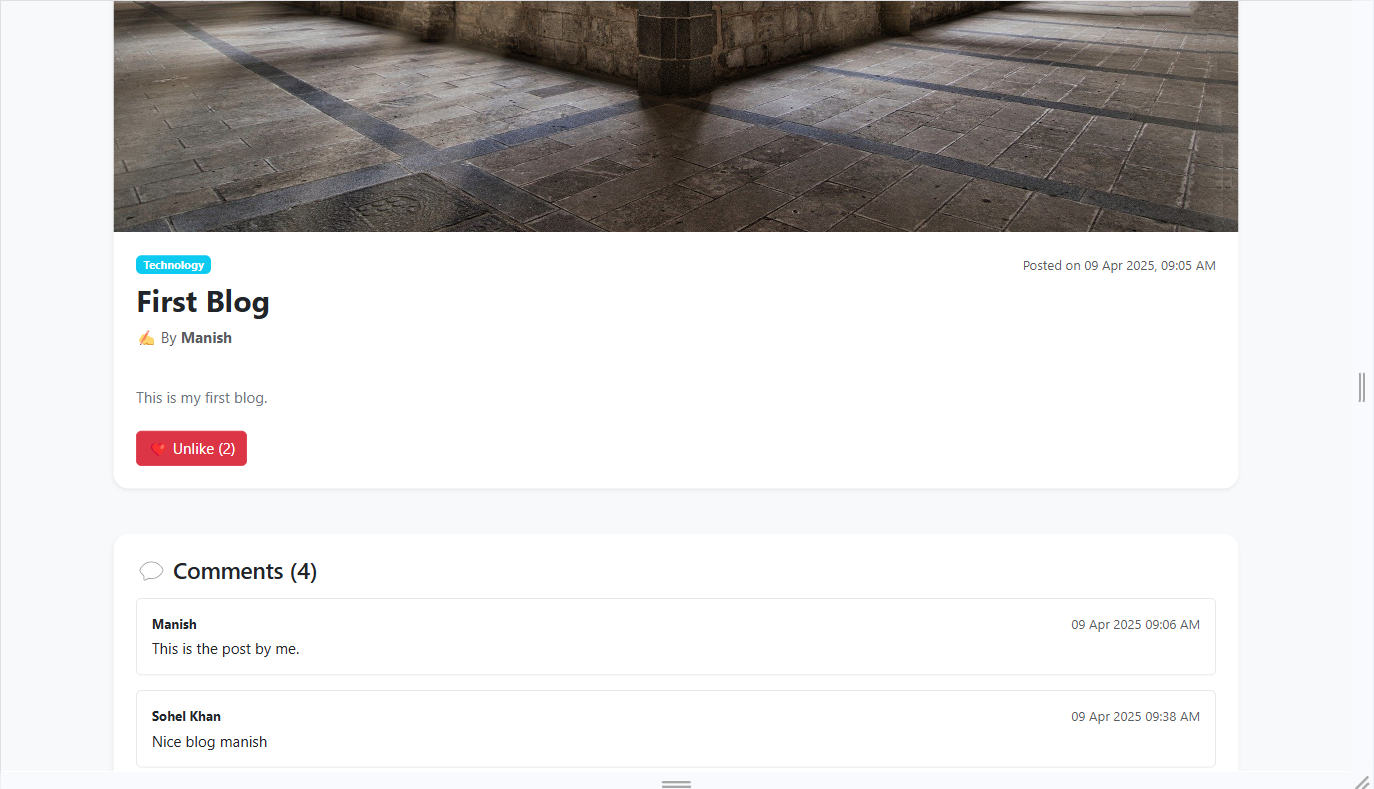 Technology
Posted on 09 Apr 2025, 09:05 AM
First Blog
✍️ By Manish
This is my first blog.
❤️ Unlike (2)
💬 Comments (4)
Manish
09 Apr 2025 09:06 AM
This is the post by me.
Sohel Khan
09 Apr 2025 09:38 AM
Nice blog manish